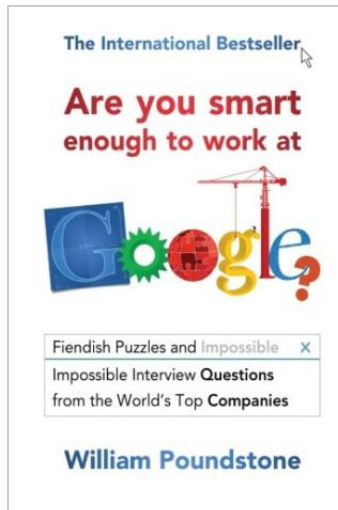 The International Bestseller
Are you smart
enough to work at
Google?
Fiendish Puzzles and Impossible X
Impossible Interview Questions
from the World's Top Companies
William Poundstone